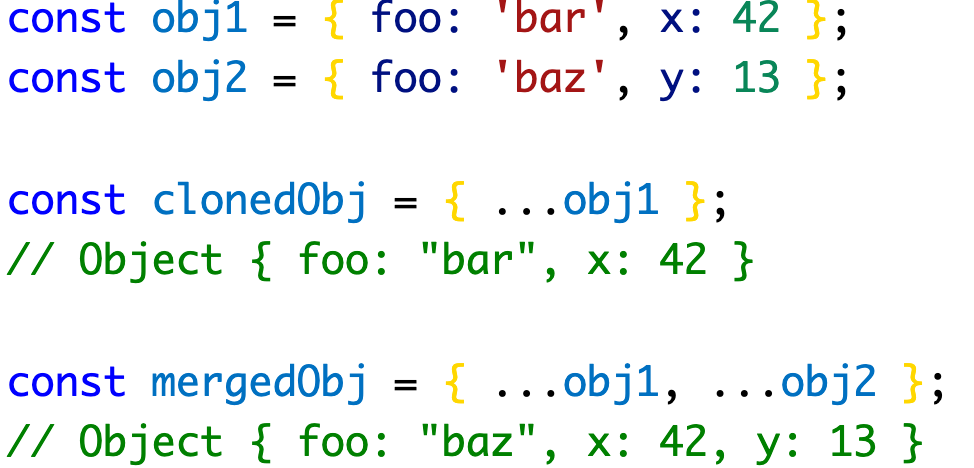 const obj1 = { foo: 'bar', x: 42 };
const obj2 = { foo: 'baz', y: 13 };
const clonedObj = { ...obj1 };
// Object { foo: "bar", x: 42 }
const mergedObj = { ...obj1, ...obj2 };
// Object { foo: "baz", x: 42, y: 13 }